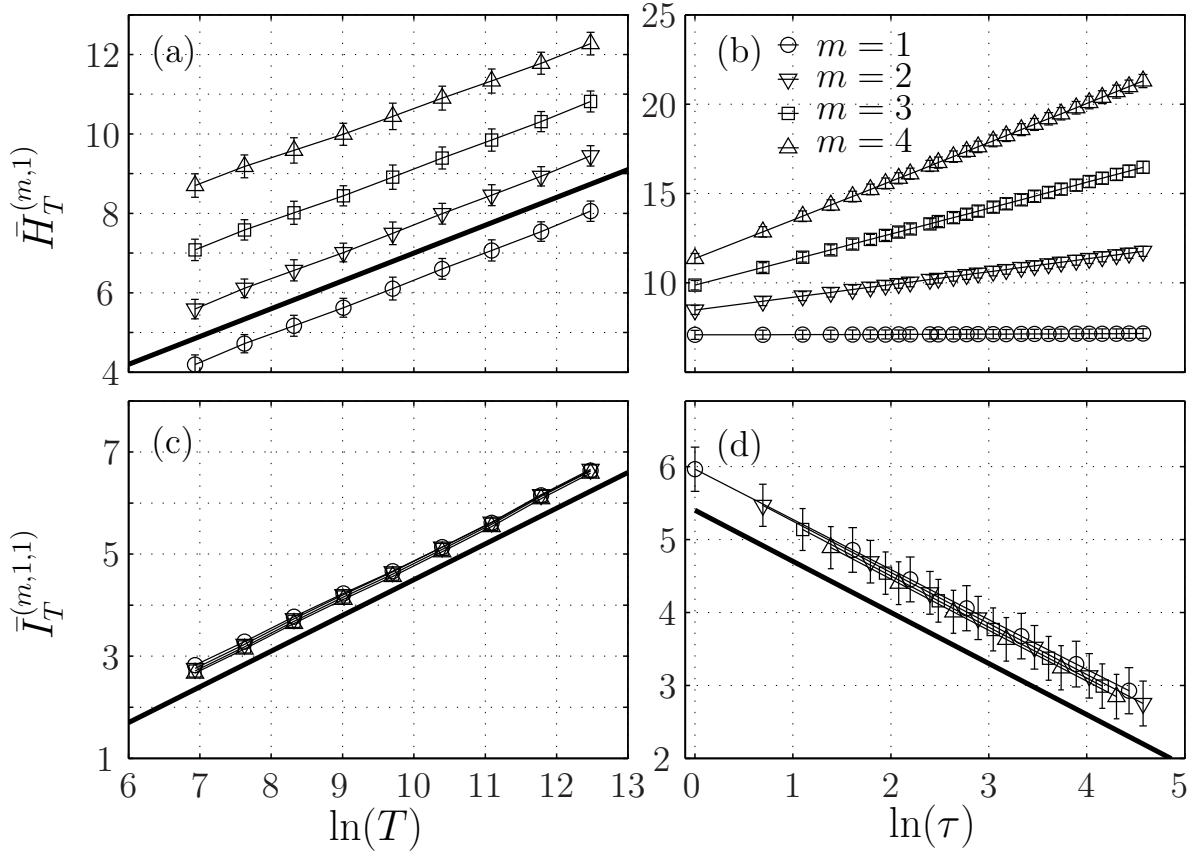 (a)
H̄_T^{(m,1)}
12
10
8
6
4
(b)
25
20
15
10
m = 1
m = 2
m = 3
m = 4
(c)
Ī_T^{(m,1,1)}
7
5
3
1
6 7 8 9 10 11 12 13
ln(T)
(d)
6
5
4
3
2
0 1 2 3 4 5
ln(τ)